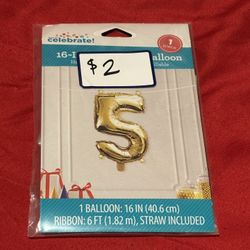 celebrate!
1
16-
alloon
$2
5
1 BALLOON: 16 IN (40.6 cm)
RIBBON: 6 FT (1.82 m), STRAW INCLUDED